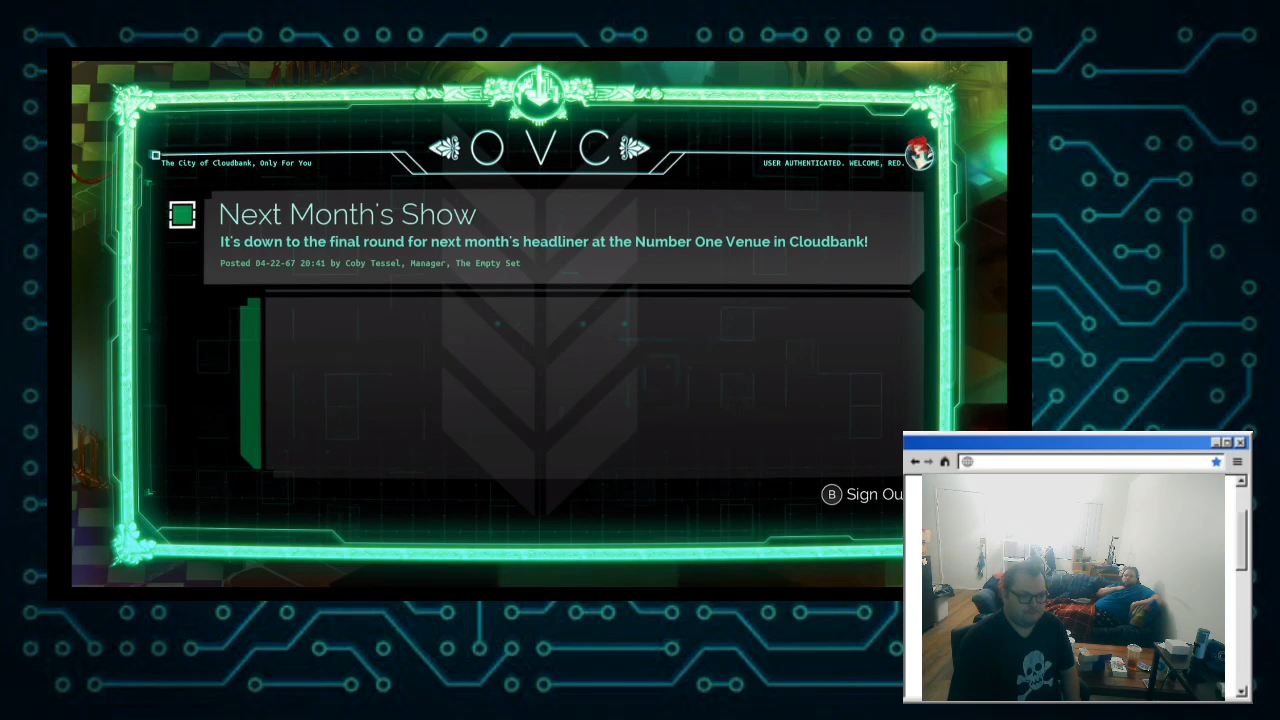 O V C
The City of Cloudbank, Only For You
USER AUTHENTICATED. WELCOME, RED.
Next Month's Show
It's down to the final round for next month's headliner at the Number One Venue in Cloudbank!
Posted 04-22-67 20:41 by Coby Tessel, Manager, The Empty Set
B Sign Ou